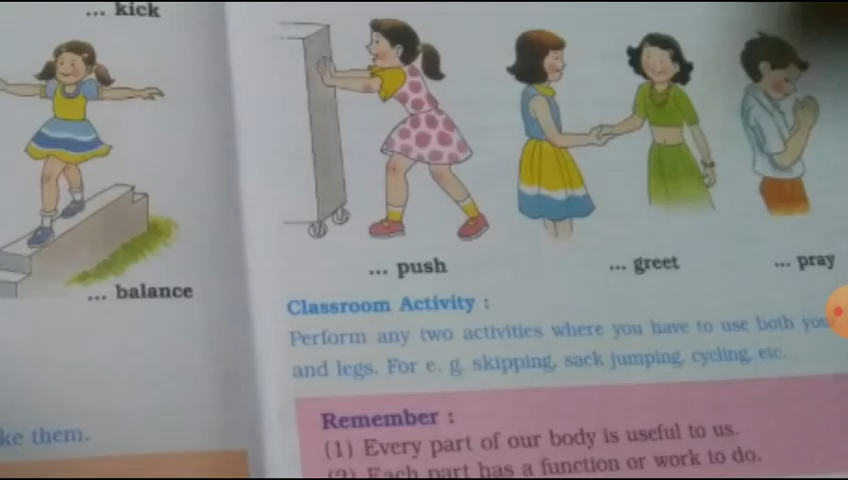 ... kick
... balance
ke them.
... push
... greet
... pray
Classroom Activity :
Perform any two activities where you have to use both you
and legs. For e. g. skipping, sack jumping, cycling, etc.
Remember :
(1) Every part of our body is useful to us.
(2) Each part has a function or work to do.